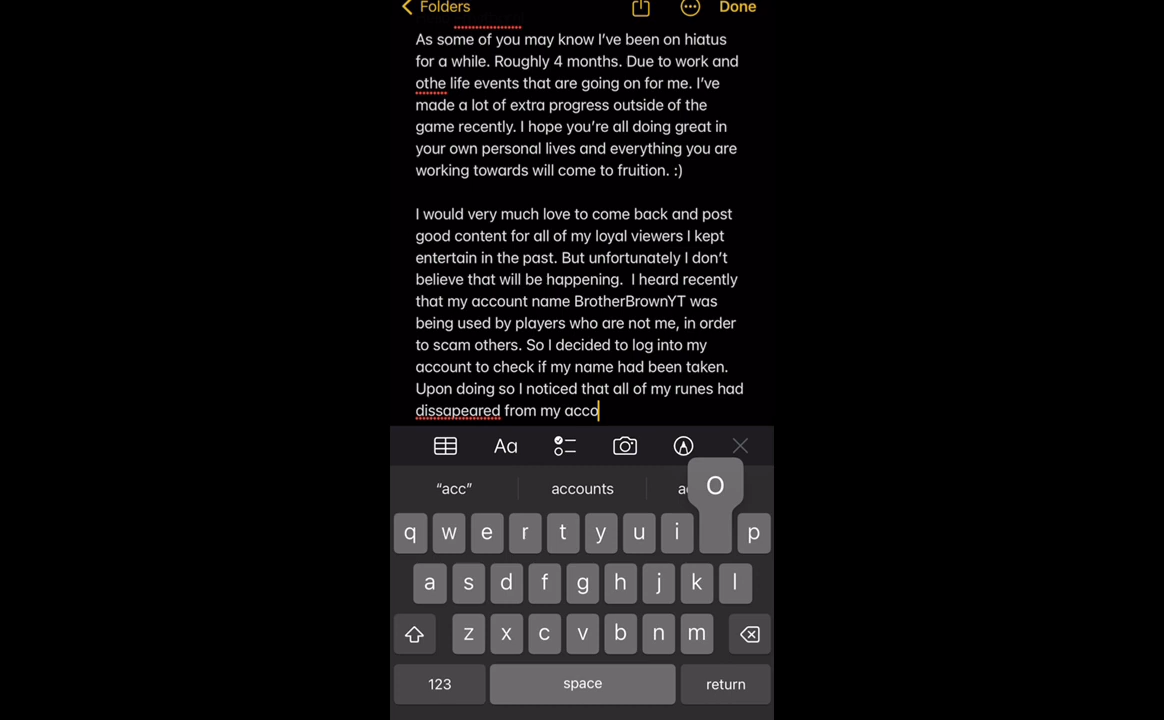 Folders
Done
As some of you may know I've been on hiatus
for a while. Roughly 4 months. Due to work and
othe life events that are going on for me. I've
made a lot of extra progress outside of the
game recently. I hope you're all doing great in
your own personal lives and everything you are
working towards will come to fruition. :)
I would very much love to come back and post
good content for all of my loyal viewers I kept
entertain in the past. But unfortunately I don't
believe that will be happening.  I heard recently
that my account name BrotherBrownYT was
being used by players who are not me, in order
to scam others. So I decided to log into my
account to check if my name had been taken.
Upon doing so I noticed that all of my runes had
dissapeared from my acco
Aa
“acc” accounts
O
q w e r t y u i p
a s d f g h j k l
z x c v b n m
123 space return